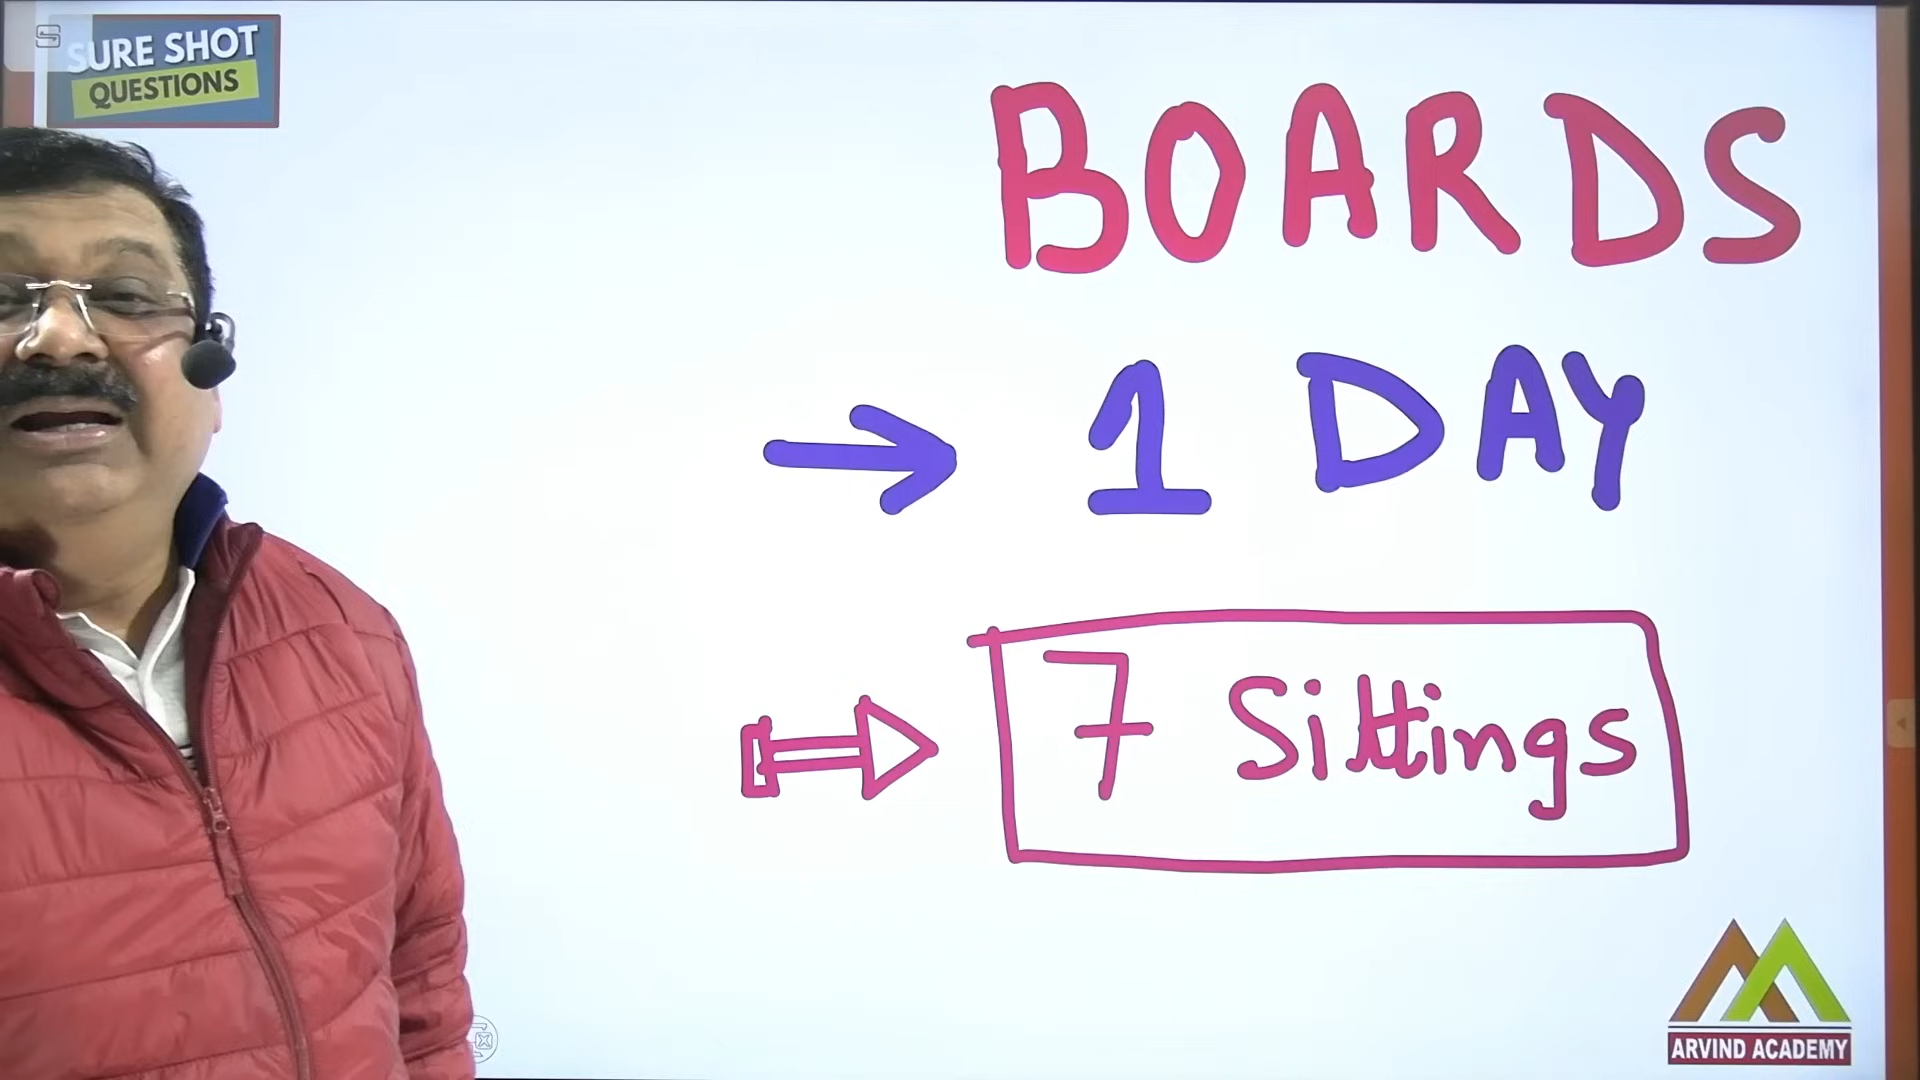 SURE SHOT
QUESTIONS
BOARDS
1 DAY
7 Sittings
ARVIND ACADEMY